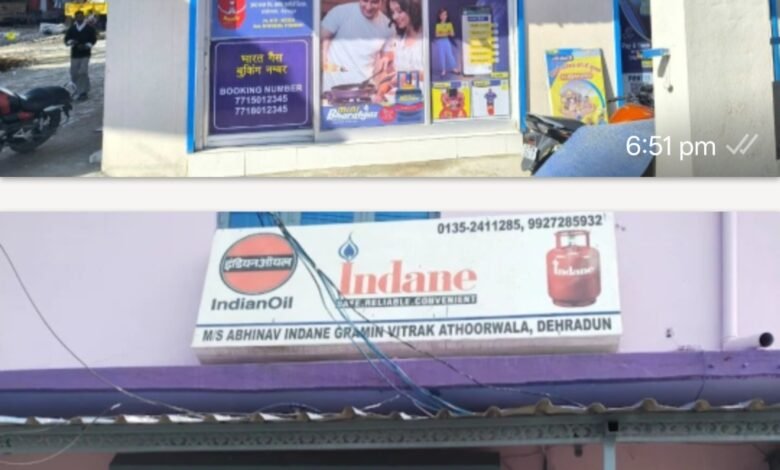 भारत गैस
बुकिंग नम्बर
BOOKING NUMBER
7715012345
7718012345
MINI
Bharatgas
6:51 pm
0135-2411285, 9927285932
इंडियनऑयल
IndianOil
Indane
SAFE.RELIABLE.CONVENIENT
Indane
M/S ABHINAV INDANE GRAMIN VITRAK ATHOORWALA, DEHRADUN